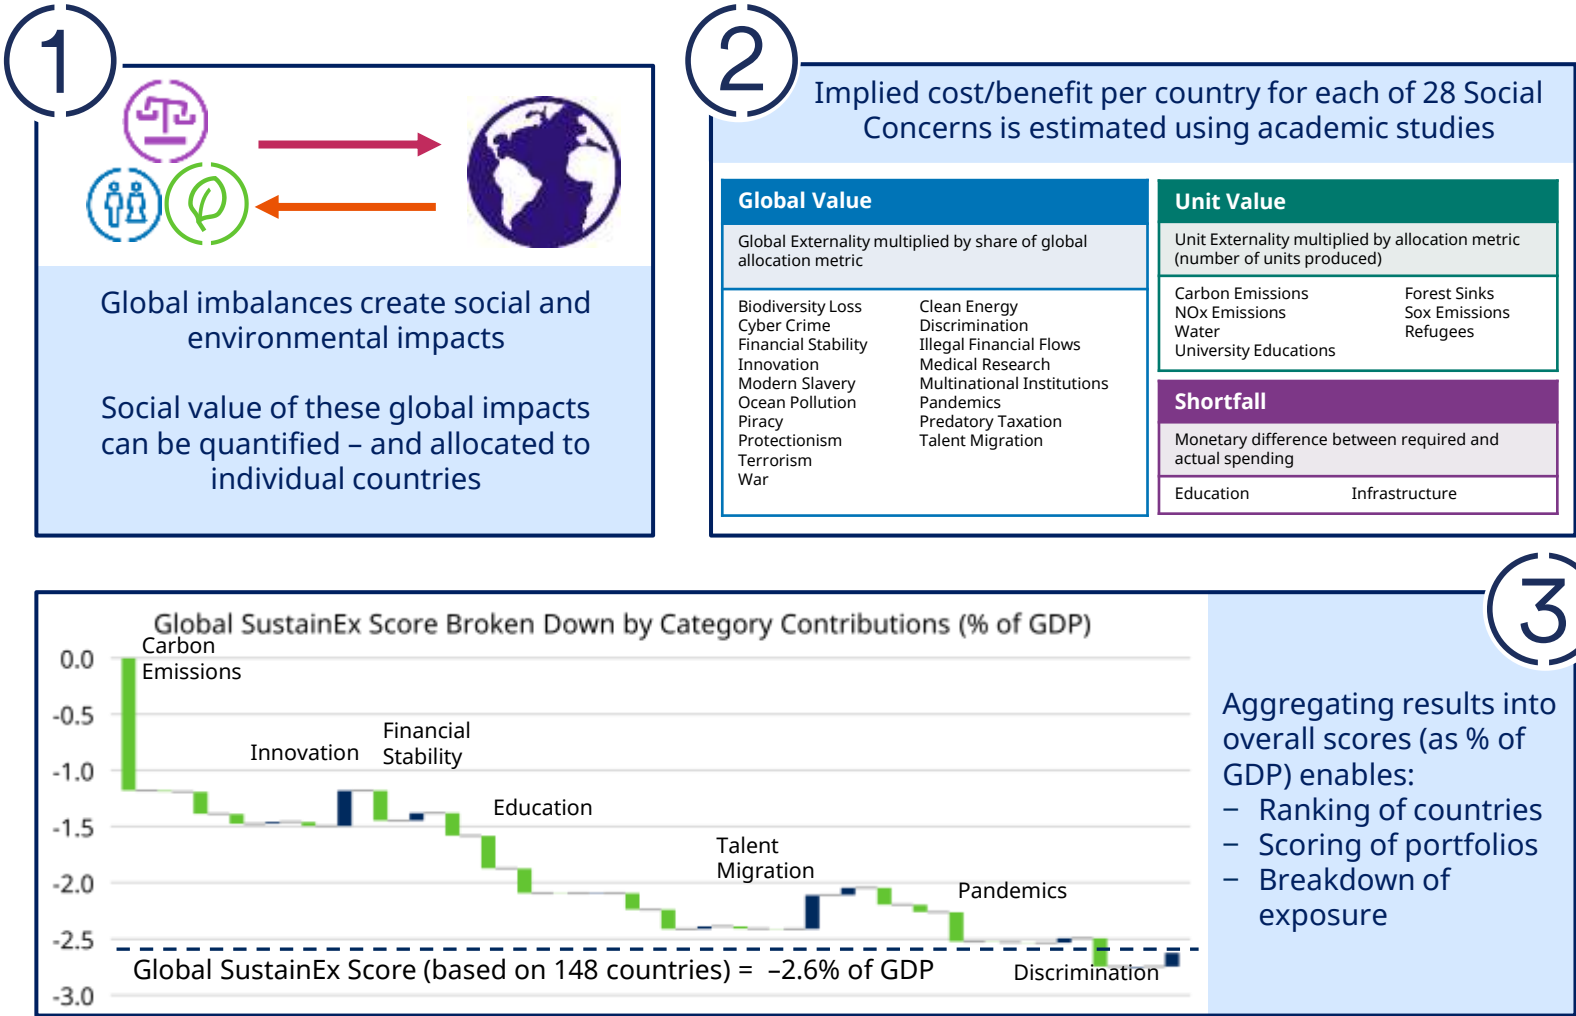 1
Global imbalances create social and
environmental impacts
Social value of these global impacts
can be quantified – and allocated to
individual countries
2
Implied cost/benefit per country for each of 28 Social
Concerns is estimated using academic studies
Global Value
Global Externality multiplied by share of global
allocation metric
Biodiversity Loss
Cyber Crime
Financial Stability
Innovation
Modern Slavery
Ocean Pollution
Piracy
Protectionism
Terrorism
War
Clean Energy
Discrimination
Illegal Financial Flows
Medical Research
Multinational Institutions
Pandemics
Predatory Taxation
Talent Migration
Unit Value
Unit Externality multiplied by allocation metric
(number of units produced)
Carbon Emissions
NOx Emissions
Water
University Educations
Forest Sinks
Sox Emissions
Refugees
Shortfall
Monetary difference between required and
actual spending
Education
Infrastructure
3
Global SustainEx Score Broken Down by Category Contributions (% of GDP)
0.0
-0.5
-1.0
-1.5
-2.0
-2.5
-3.0
Carbon
Emissions
Innovation
Financial
Stability
Education
Talent
Migration
Pandemics
Discrimination
Global SustainEx Score (based on 148 countries) = –2.6% of GDP
Aggregating results into
overall scores (as % of
GDP) enables:
– Ranking of countries
– Scoring of portfolios
– Breakdown of
exposure